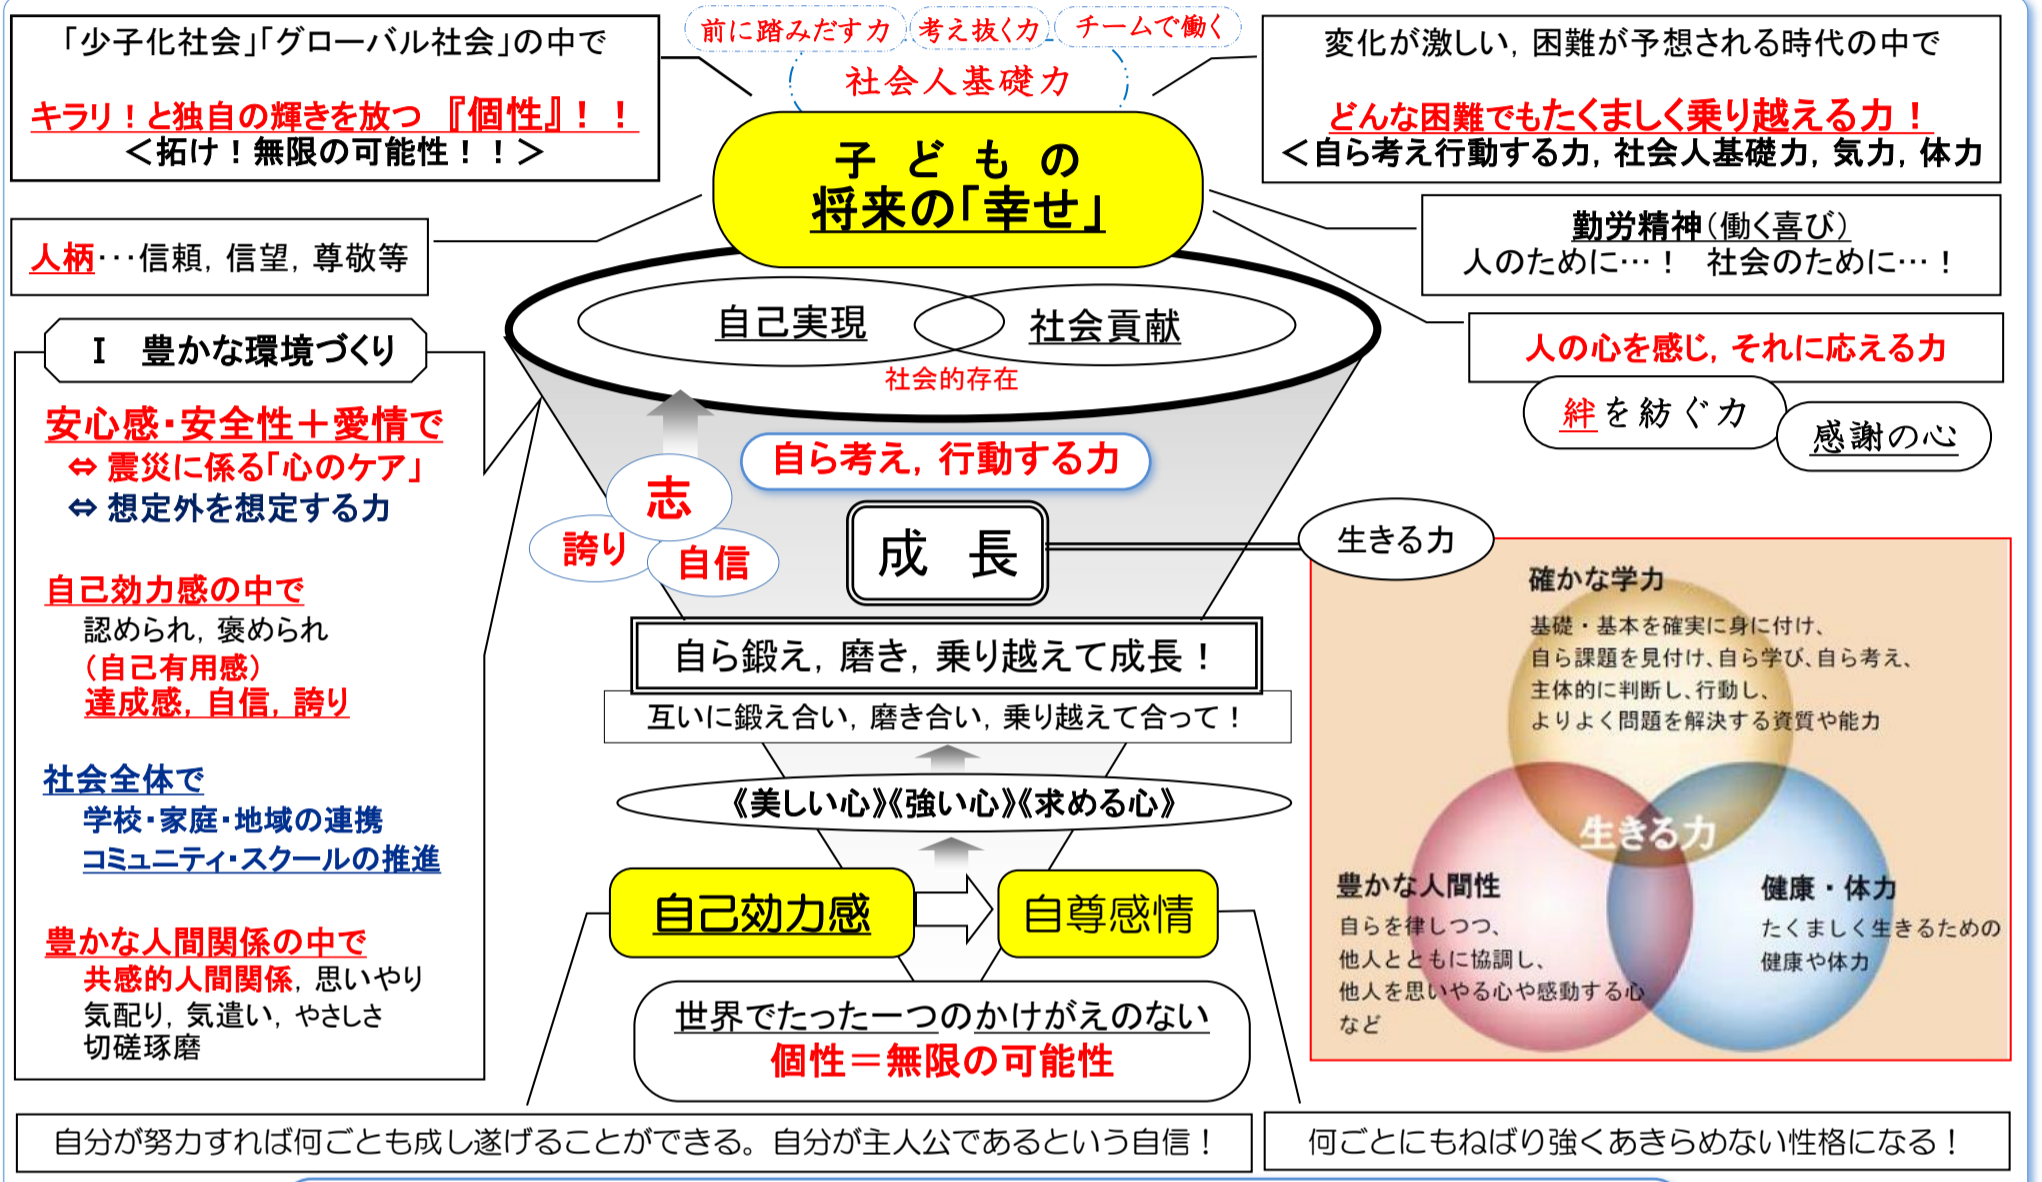 「少子化社会」「グローバル社会」の中で
キラリ！と独自の輝きを放つ　『個性』！！
＜拓け！無限の可能性！！＞
前に踏みだす力
考え抜く力
チームで働く
社会人基礎力
変化が激しい，困難が予想される時代の中で
どんな困難でもたくましく乗り越える力！
＜自ら考え行動する力，社会人基礎力，気力，体力
子どもの
将来の「幸せ」
人柄…信頼，信望，尊敬等
勤労精神（働く喜び）
人のために…！　社会のために…！
自己実現
社会貢献
社会的存在
人の心を感じ，それに応える力
絆を紡ぐ力
感謝の心
Ⅰ　豊かな環境づくり
安心感・安全性＋愛情で
⇔ 震災に係る「心のケア」
⇔ 想定外を想定する力
自己効力感の中で
認められ，褒められ
（自己有用感）
達成感，自信，誇り
社会全体で
学校・家庭・地域の連携
コミュニティ・スクールの推進
豊かな人間関係の中で
共感的人間関係，思いやり
気配り，気遣い，やさしさ
切磋琢磨
自ら考え，行動する力
志
誇り
自信
成　長
生きる力
自ら鍛え，磨き，乗り越えて成長！
互いに鍛え合い，磨き合い，乗り越えて合って！
《美しい心》《強い心》《求める心》
自己効力感
自尊感情
世界でたった一つのかけがえのない
個性＝無限の可能性
確かな学力
基礎・基本を確実に身に付け、
自ら課題を見付け、自ら学び、自ら考え、
主体的に判断し、行動し、
よりよく問題を解決する資質や能力
生きる力
豊かな人間性
自らを律しつつ、
他人とともに協調し、
他人を思いやる心や感動する心
など
健康・体力
たくましく生きるための
健康や体力
自分が努力すれば何ごとも成し遂げることができる。自分が主人公であるという自信！
何ごとにもねばり強くあきらめない性格になる！